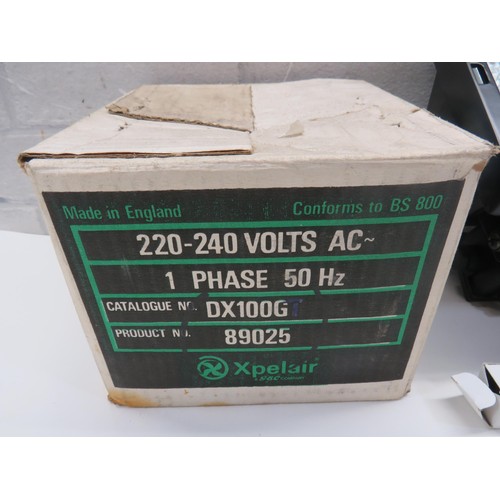 Made in England Conforms to BS 800
220-240 VOLTS AC~
1 PHASE 50 Hz
CATALOGUE NO. DX100GT
PRODUCT NO. 89025
Xpelair